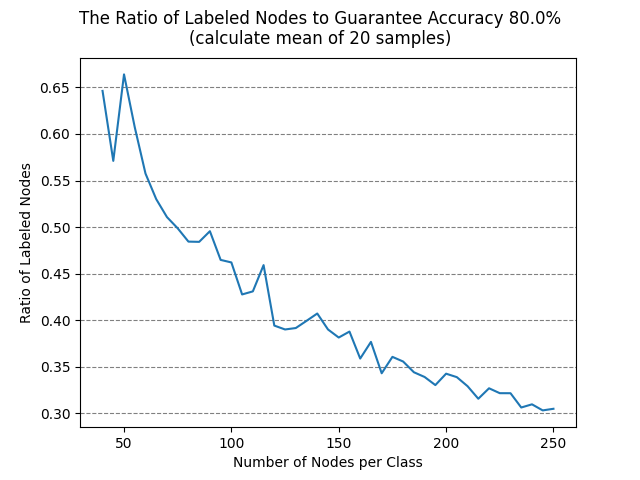 The Ratio of Labeled Nodes to Guarantee Accuracy 80.0%
(calculate mean of 20 samples)
0.65
0.60
0.55
0.50
0.45
0.40
0.35
0.30
Ratio of Labeled Nodes
50 100 150 200 250
Number of Nodes per Class